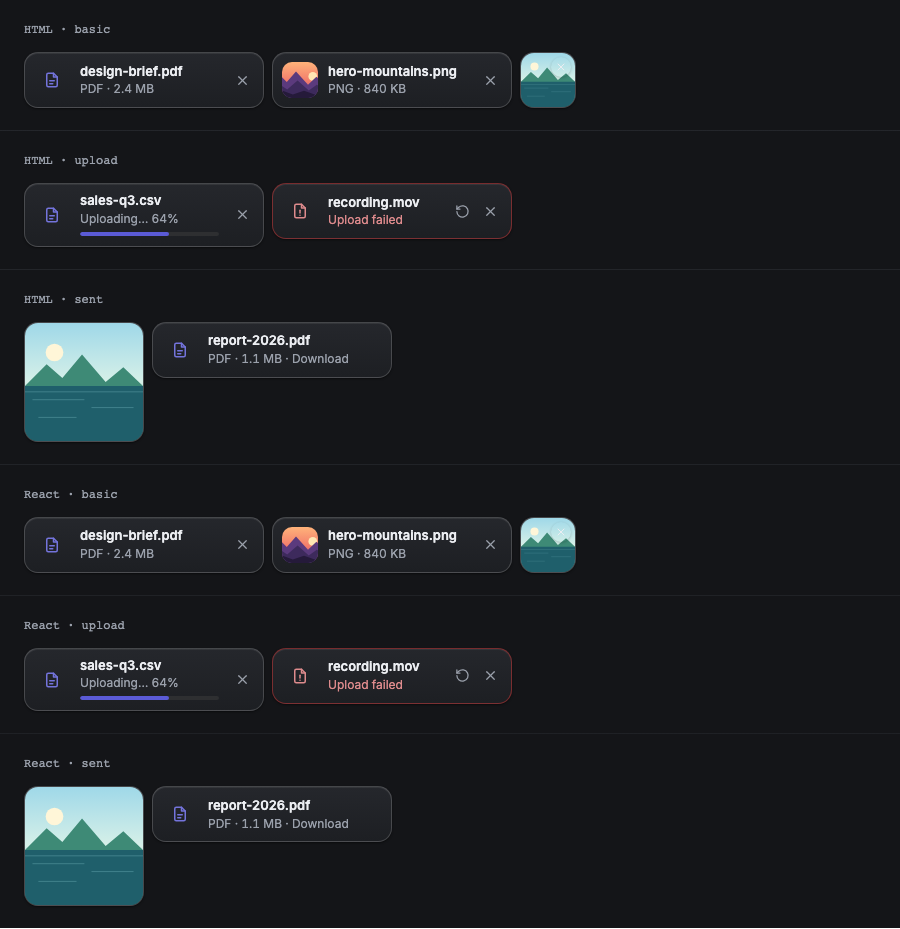 HTML · basic
design-brief.pdf
PDF · 2.4 MB
hero-mountains.png
PNG · 840 KB
HTML · upload
sales-q3.csv
Uploading... 64%
recording.mov
Upload failed
HTML · sent
report-2026.pdf
PDF · 1.1 MB · Download
React · basic
design-brief.pdf
PDF · 2.4 MB
hero-mountains.png
PNG · 840 KB
React · upload
sales-q3.csv
Uploading... 64%
recording.mov
Upload failed
React · sent
report-2026.pdf
PDF · 1.1 MB · Download